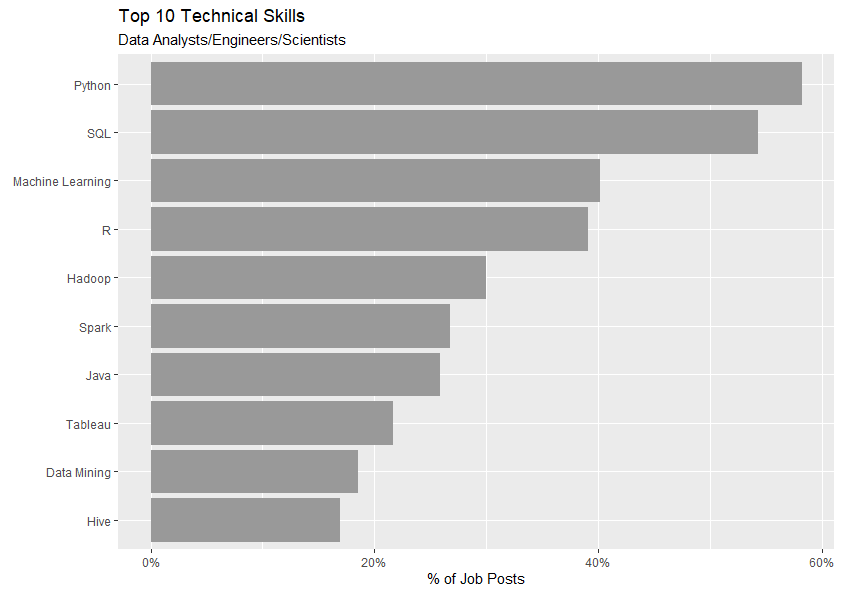 Top 10 Technical Skills
Data Analysts/Engineers/Scientists
Python
SQL
Machine Learning
R
Hadoop
Spark
Java
Tableau
Data Mining
Hive
0% 20% 40% 60%
% of Job Posts